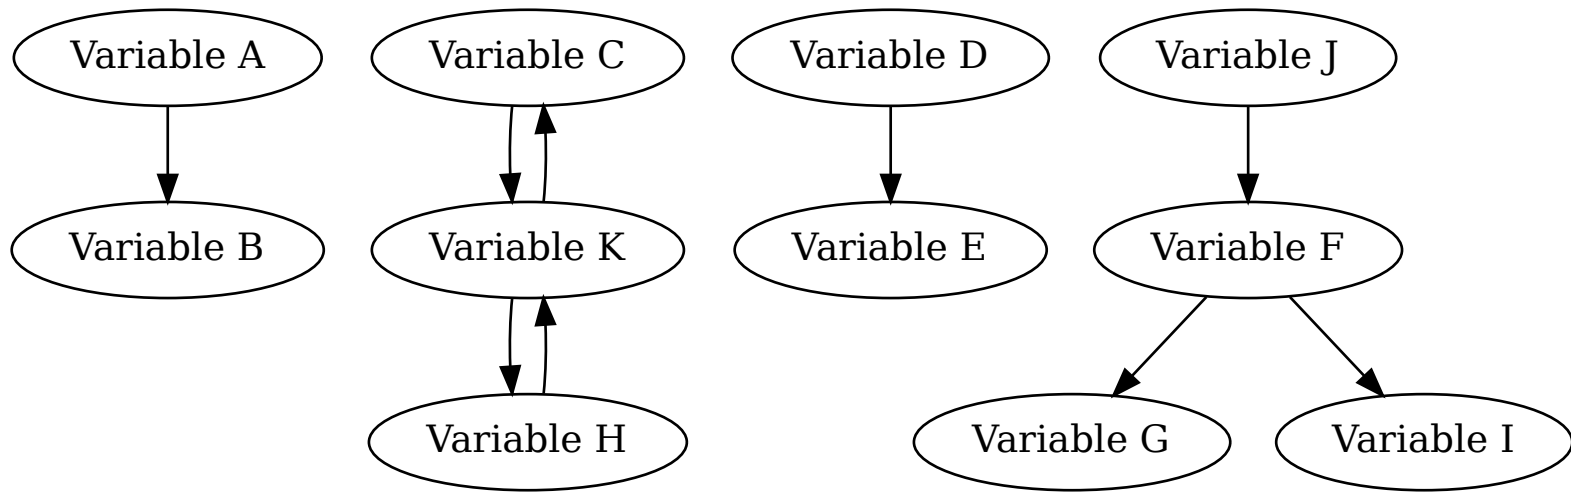 Variable A
Variable C
Variable D
Variable J
Variable B
Variable K
Variable E
Variable F
Variable H
Variable G
Variable I